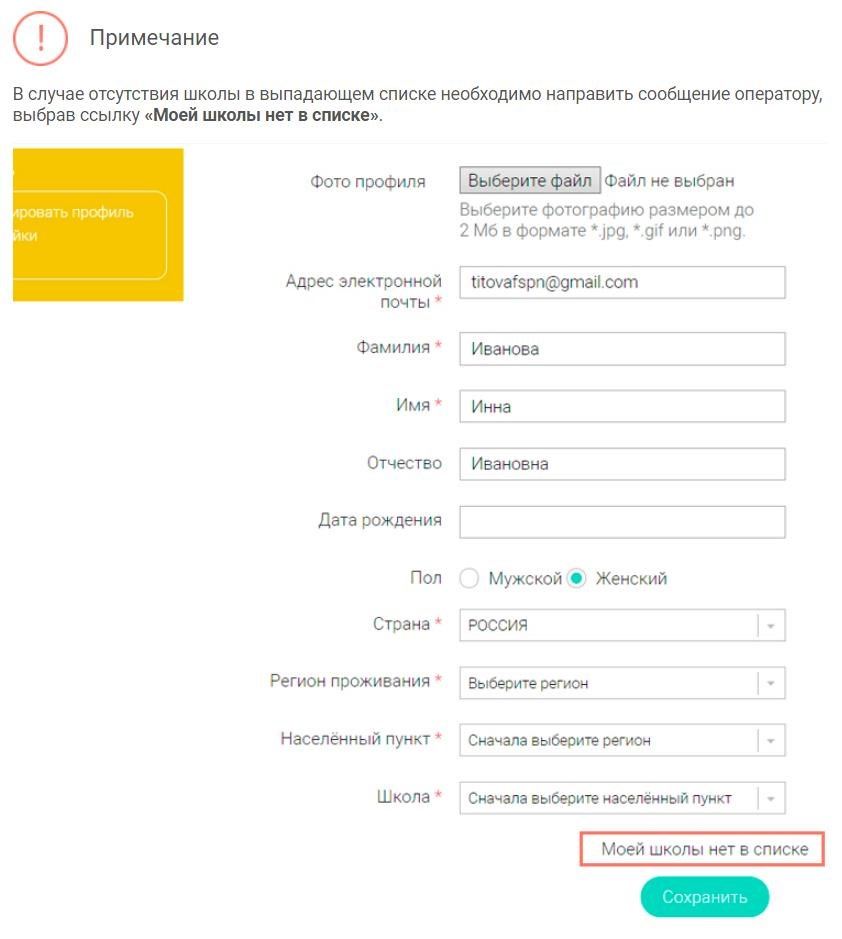 !
Примечание
В случае отсутствия школы в выпадающем списке необходимо направить сообщение оператору,
выбрав ссылку «Моей школы нет в списке».
ировать профиль
йки
Фото профиля
Выберите файл Файл не выбран
Выберите фотографию размером до
2 Мб в формате *.jpg, *.gif или *.png.
Адрес электронной
почты *
titovafspn@gmail.com
Фамилия *
Иванова
Имя *
Инна
Отчество
Ивановна
Дата рождения
Пол
Мужской Женский
Страна *
РОССИЯ
Регион проживания *
Выберите регион
Населённый пункт *
Сначала выберите регион
Школа *
Сначала выберите населённый пункт
Моей школы нет в списке
Сохранить